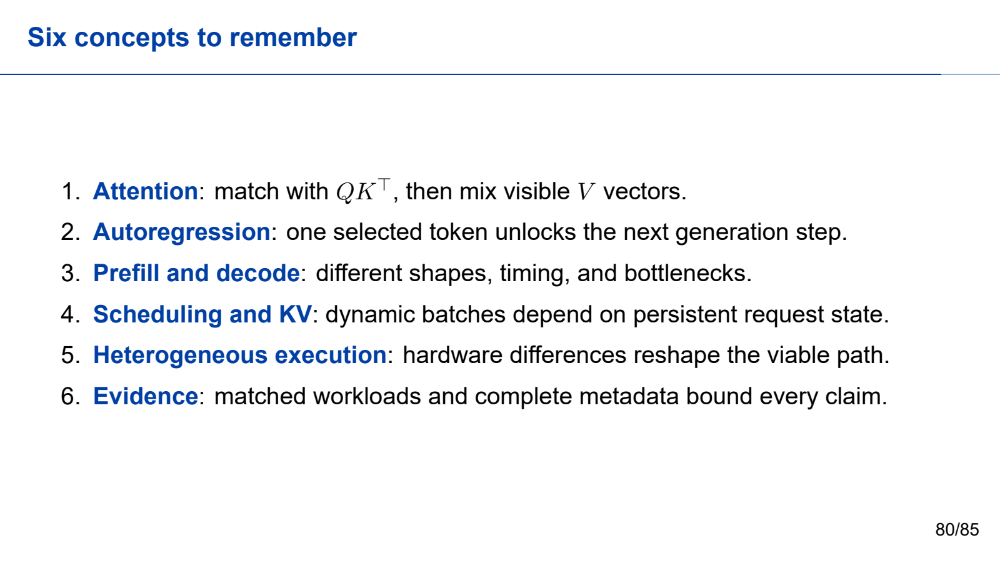 Six concepts to remember
1. Attention: match with QK⊤, then mix visible V vectors.
2. Autoregression: one selected token unlocks the next generation step.
3. Prefill and decode: different shapes, timing, and bottlenecks.
4. Scheduling and KV: dynamic batches depend on persistent request state.
5. Heterogeneous execution: hardware differences reshape the viable path.
6. Evidence: matched workloads and complete metadata bound every claim.
80/85